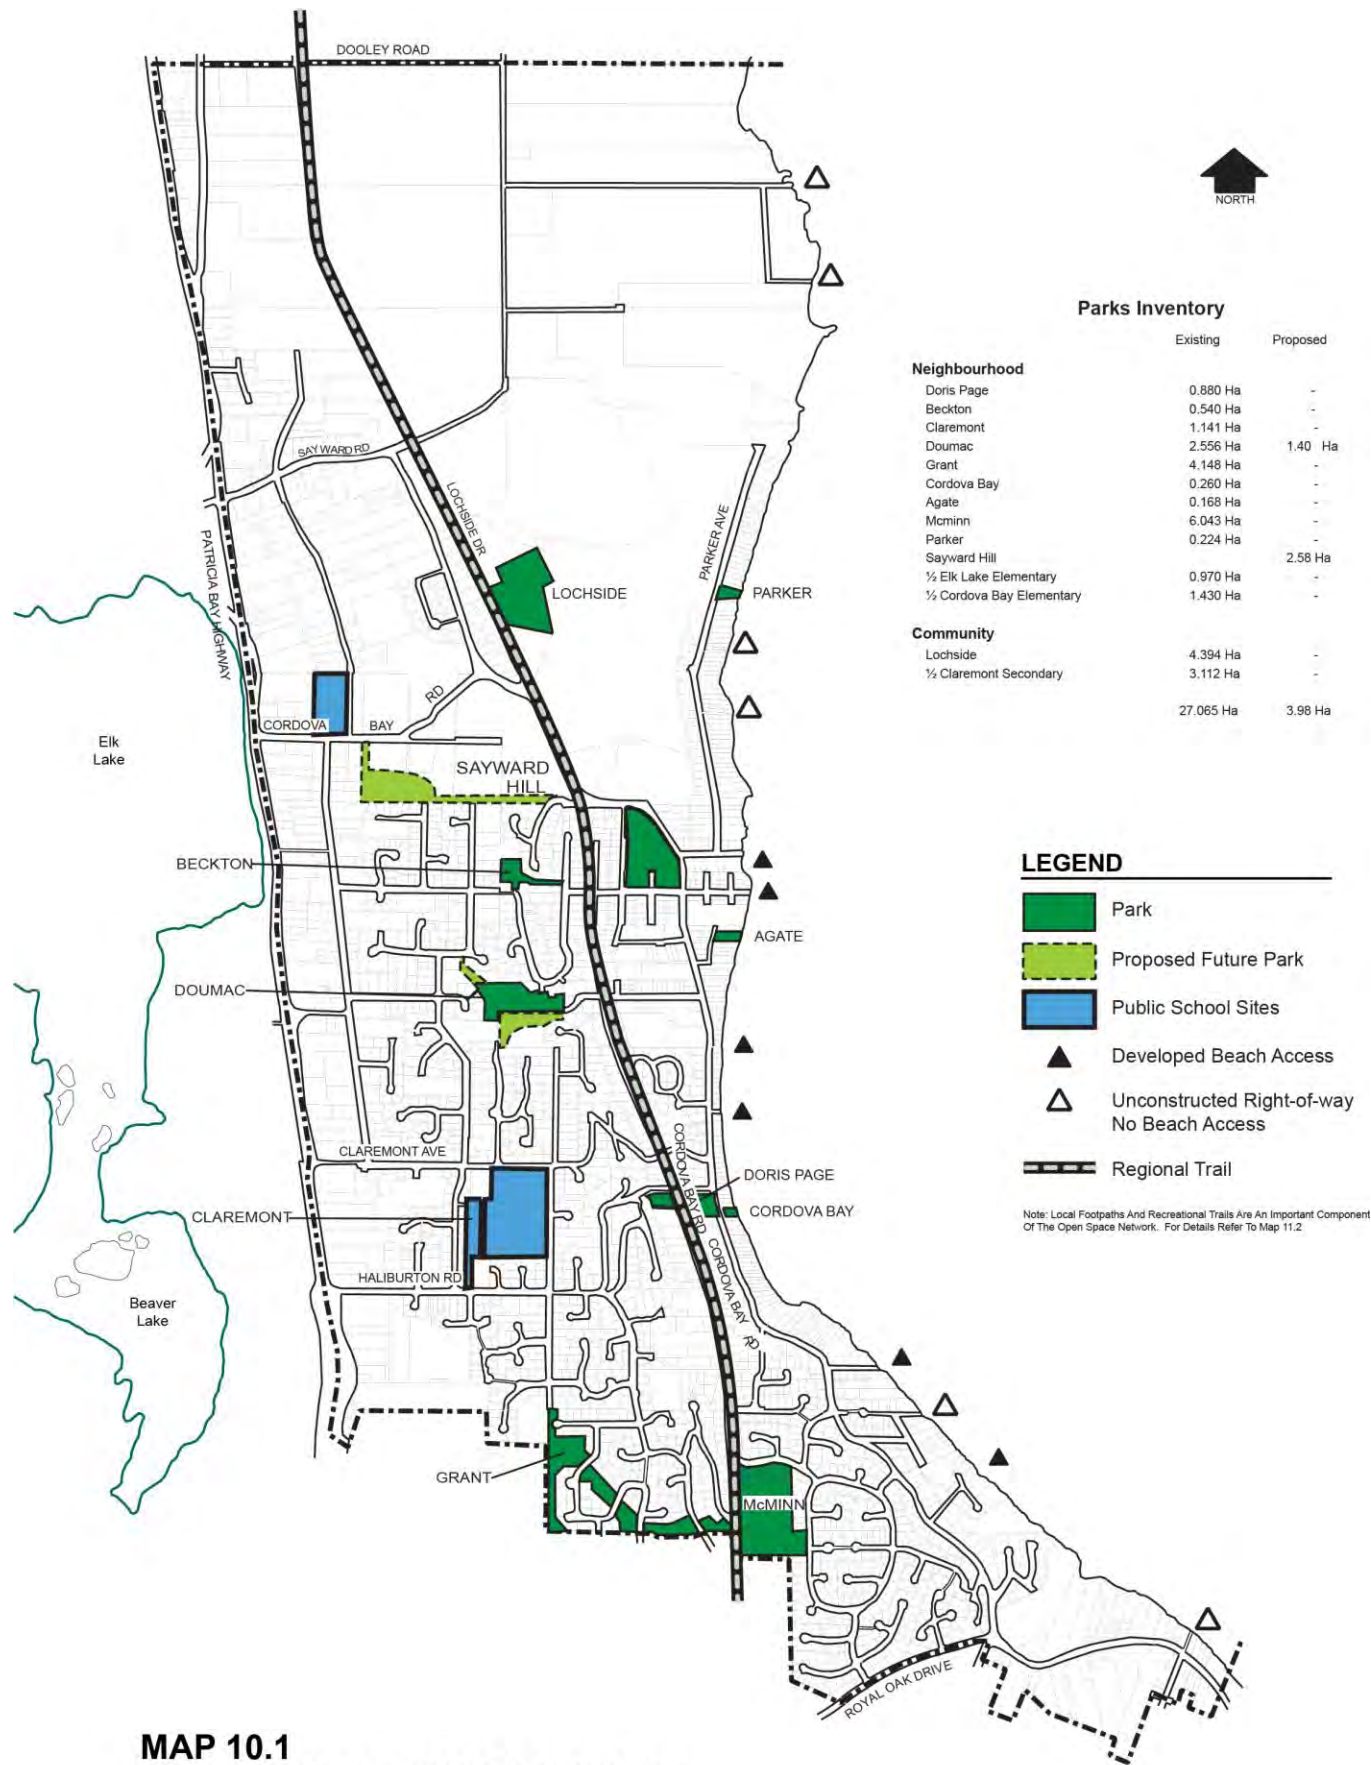 DOOLEY ROAD
NORTH
Parks Inventory
Existing Proposed
Neighbourhood
Doris Page 0.880 Ha -
Beckton 0.540 Ha -
Claremont 1.141 Ha -
Doumac 2.556 Ha 1.40 Ha
Grant 4.148 Ha -
Cordova Bay 0.260 Ha -
Agate 0.168 Ha -
Mcminn 6.043 Ha -
Parker 0.224 Ha -
Sayward Hill 2.58 Ha
½ Elk Lake Elementary 0.970 Ha -
½ Cordova Bay Elementary 1.430 Ha -
Community
Lochside 4.394 Ha -
½ Claremont Secondary 3.112 Ha -
27.065 Ha 3.98 Ha
SAYWARD RD
LOCHSIDE DR
PATRICIA BAY HIGHWAY
PARKER AVE
LOCHSIDE
PARKER
CORDOVA BAY RD
Elk
Lake
SAYWARD
HILL
BECKTON
AGATE
DOUMAC
CLAREMONT AVE
CORDOVA BAY RD
DORIS PAGE
CORDOVA BAY
CLAREMONT
CORDOVA BAY RD
HALIBURTON RD
Beaver
Lake
GRANT
McMINN
ROYAL OAK DRIVE
LEGEND
Park
Proposed Future Park
Public School Sites
Developed Beach Access
Unconstructed Right-of-way
No Beach Access
Regional Trail
Note: Local Footpaths And Recreational Trails Are An Important Component
Of The Open Space Network. For Details Refer To Map 11.2
MAP 10.1